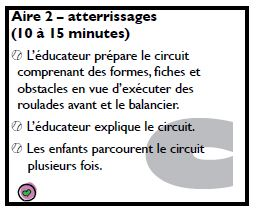 Aire 2 – atterrissages
(10 à 15 minutes)
L'éducateur prépare le circuit
comprenant des formes, fiches et
obstacles en vue d'exécuter des
roulades avant et le balancier.
L'éducateur explique le circuit.
Les enfants parcourent le circuit
plusieurs fois.